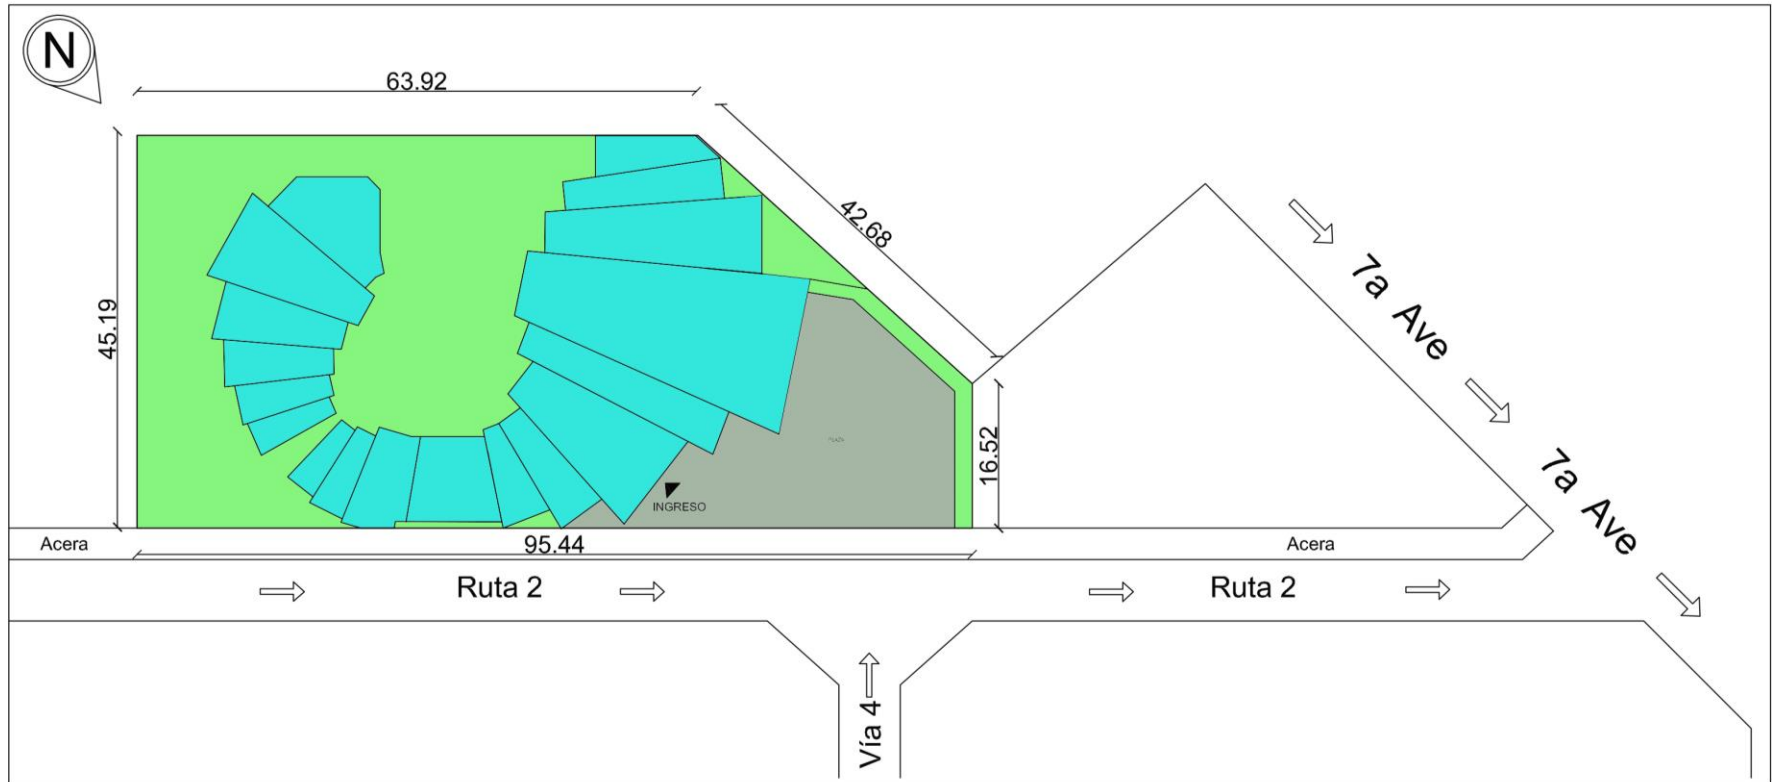 N
63.92
42.68
45.19
7a Ave
16.52
PLAZA
7a Ave
INGRESO
Acera
95.44
Acera
Ruta 2
Ruta 2
Vía 4